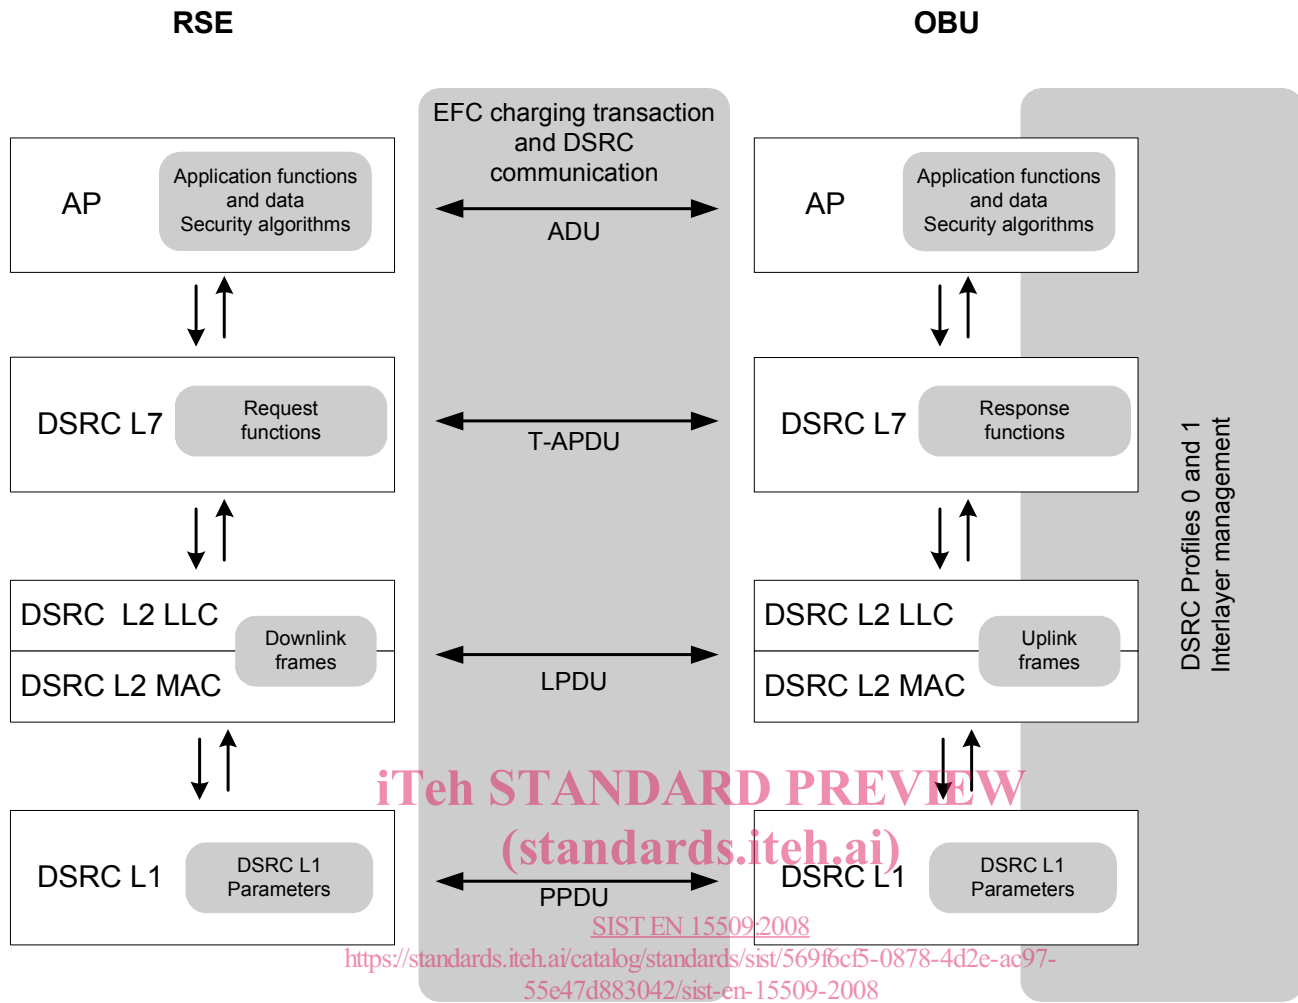 RSE
OBU
EFC charging transaction
and DSRC
communication
AP
Application functions
and data
Security algorithms
ADU
AP
Application functions
and data
Security algorithms
DSRC L7
Request
functions
T-APDU
DSRC L7
Response
functions
DSRC Profiles 0 and 1
Interlayer management
DSRC L2 LLC
DSRC L2 MAC
Downlink
frames
LPDU
DSRC L2 LLC
DSRC L2 MAC
Uplink
frames
iTeh STANDARD PREVIEW
(standards.iteh.ai)
DSRC L1
DSRC L1
Parameters
PPDU
DSRC L1
DSRC L1
Parameters
SIST EN 15509:2008
https://standards.iteh.ai/catalog/standards/sist/569f6cf5-0878-4d2e-ac97-
55e47d883042/sist-en-15509-2008